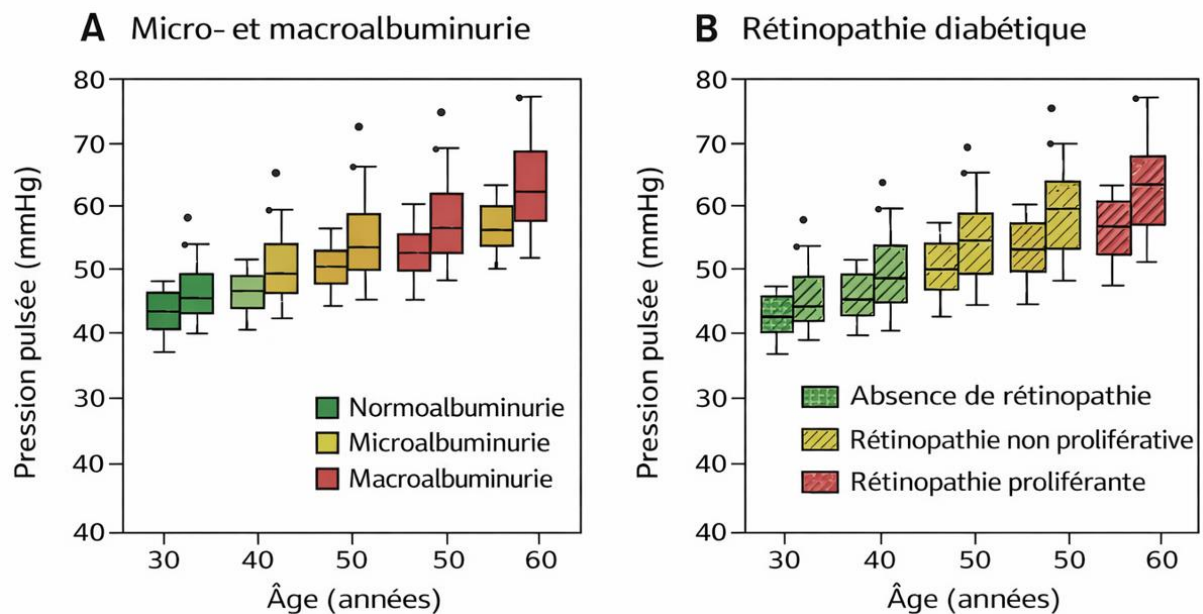 A Micro- et macroalbuminurie
Pression pulsée (mmHg)
80
70
60
50
40
30
40
40
Normoalbuminurie
Microalbuminurie
Macroalbuminurie
30 40 50 50 60
Âge (années)
B Rétinopathie diabétique
Pression pulsée (mmHg)
80
70
60
50
40
30
40
40
Absence de rétinopathie
Rétinopathie non proliférative
Rétinopathie proliférante
30 40 50 50 60
Âge (années)